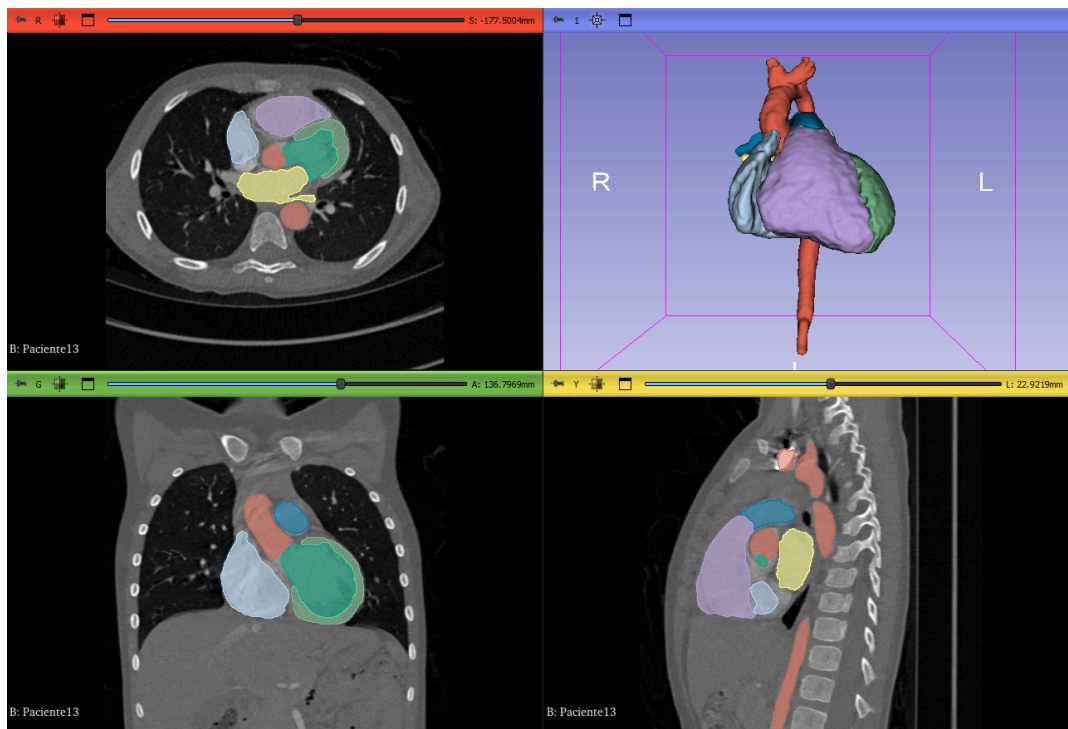 R
S: -177.5004mm
1
R
L
I
B: Paciente13
G
A: 136.7969mm
Y
L: 22.9219mm
B: Paciente13
B: Paciente13